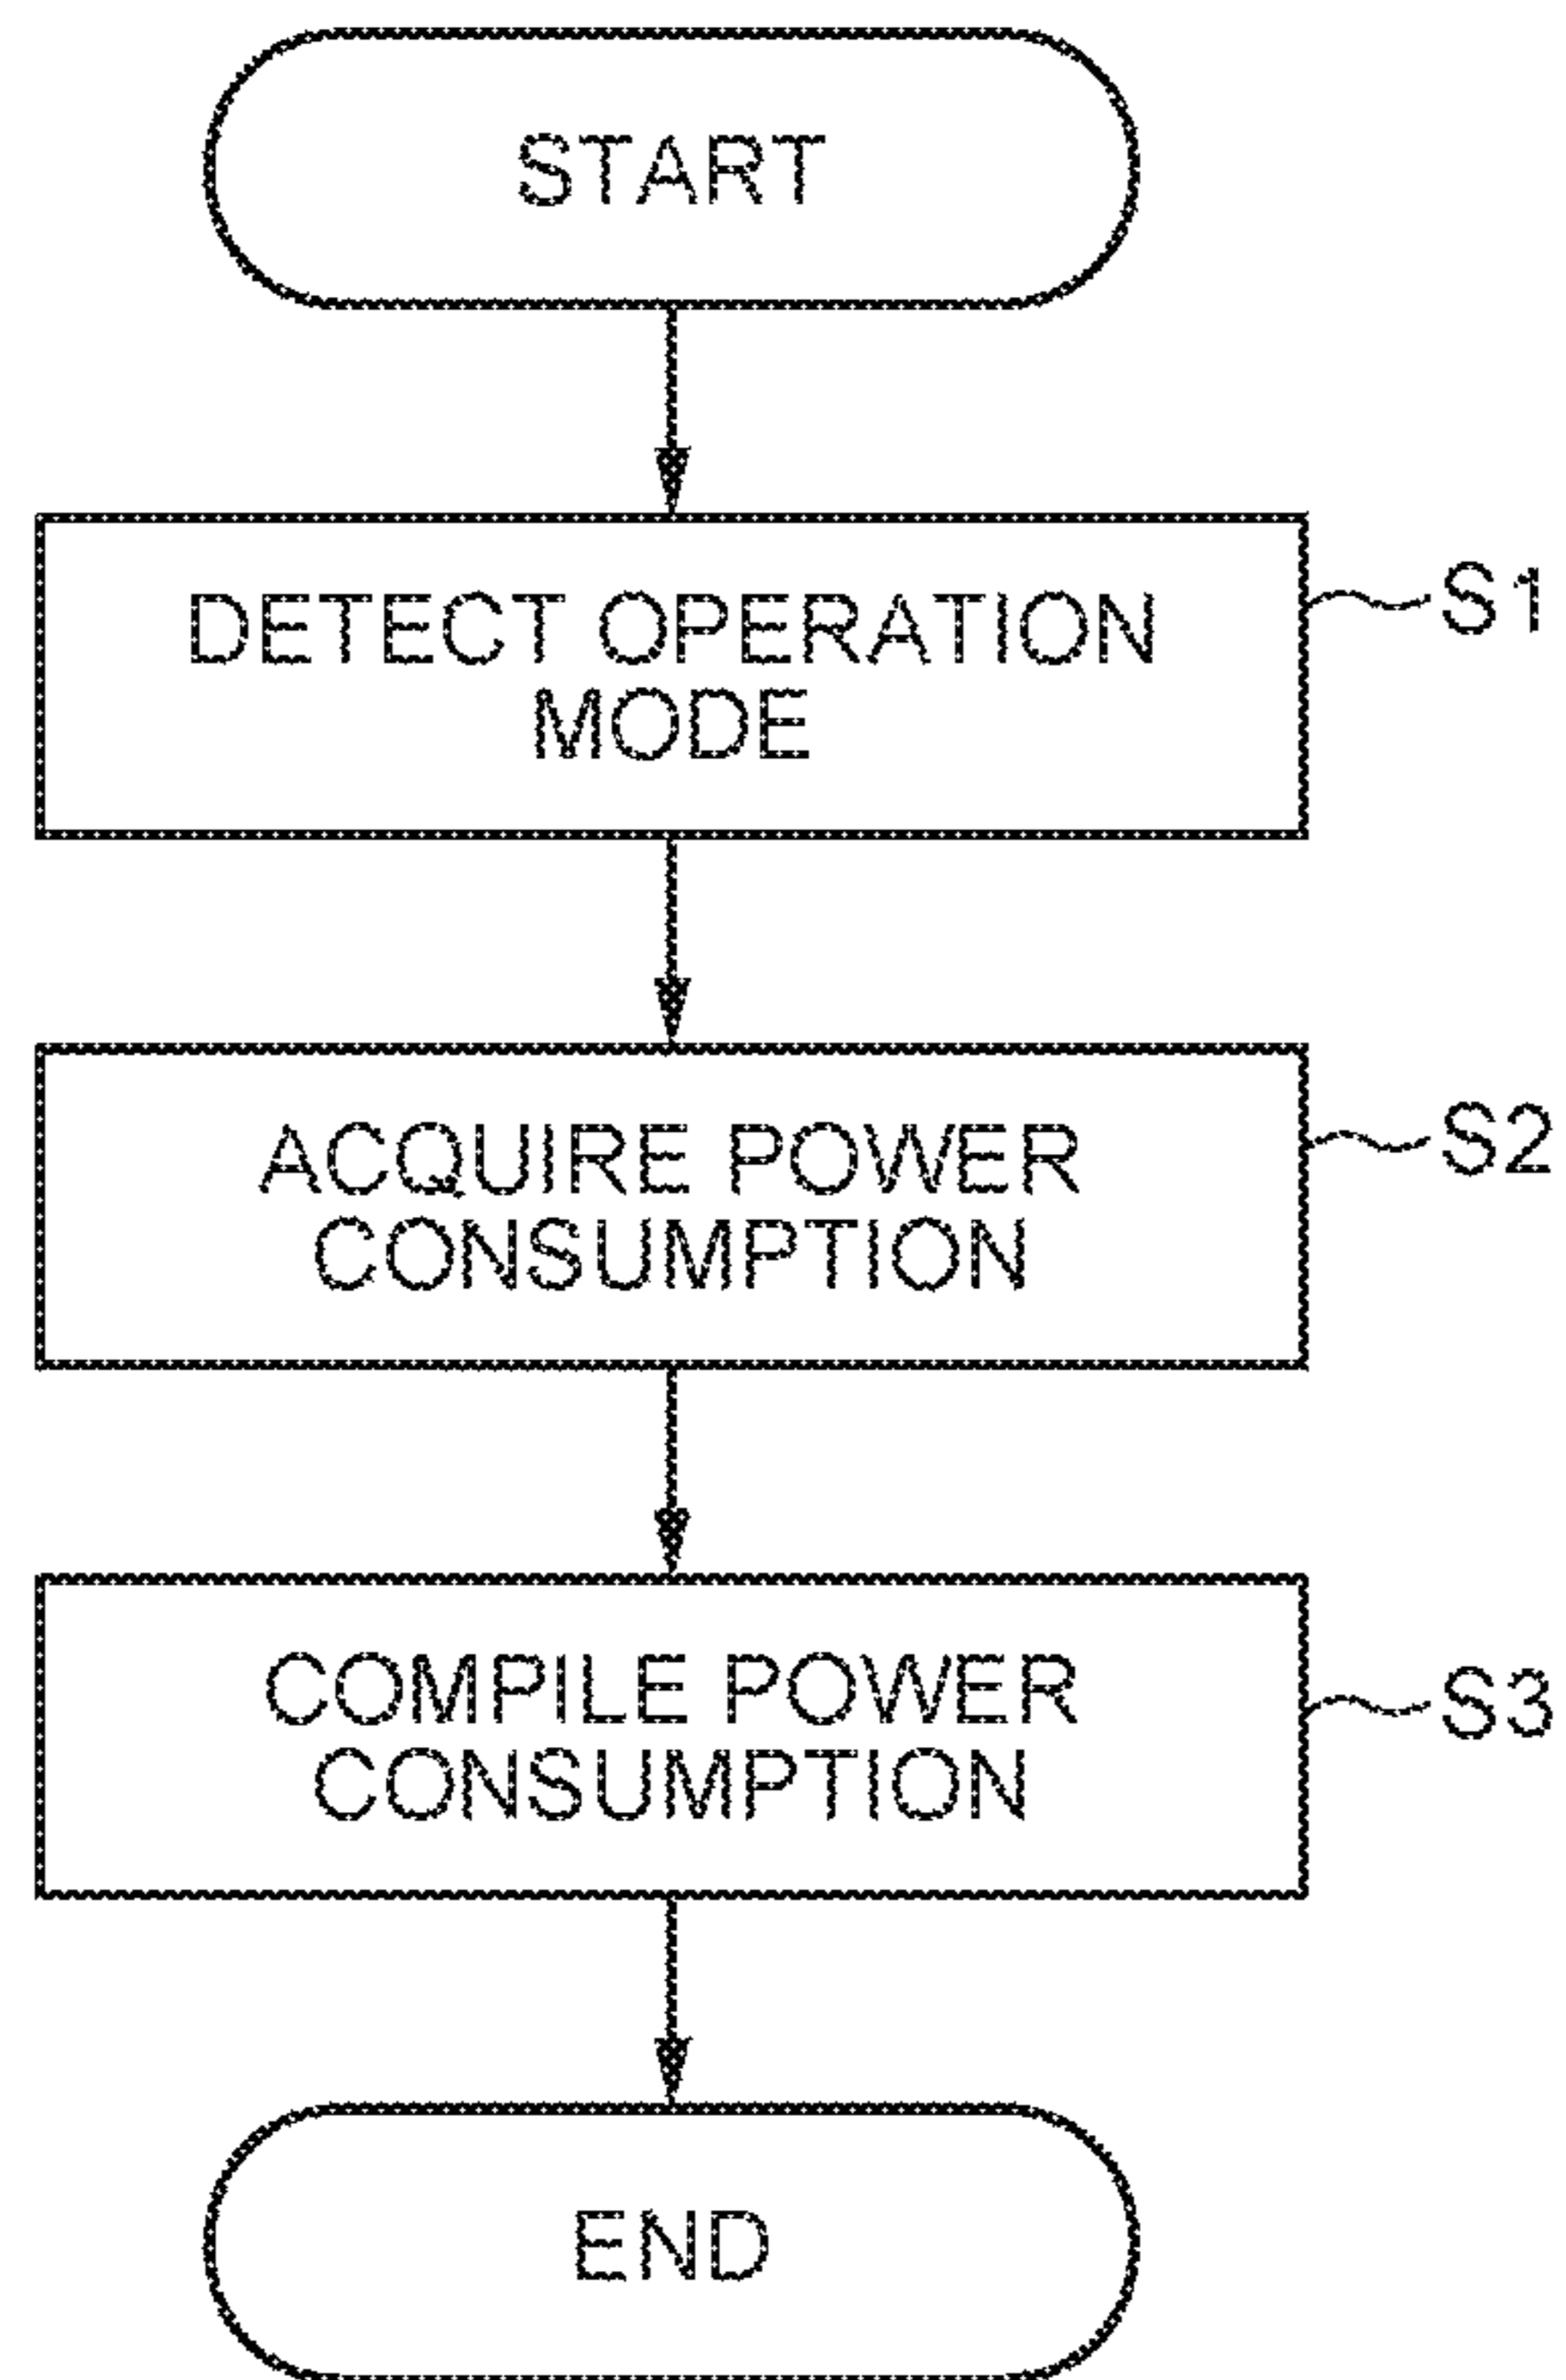 START
DETECT OPERATION
MODE
S1
ACQUIRE POWER
CONSUMPTION
S2
COMPILE POWER
CONSUMPTION
S3
END